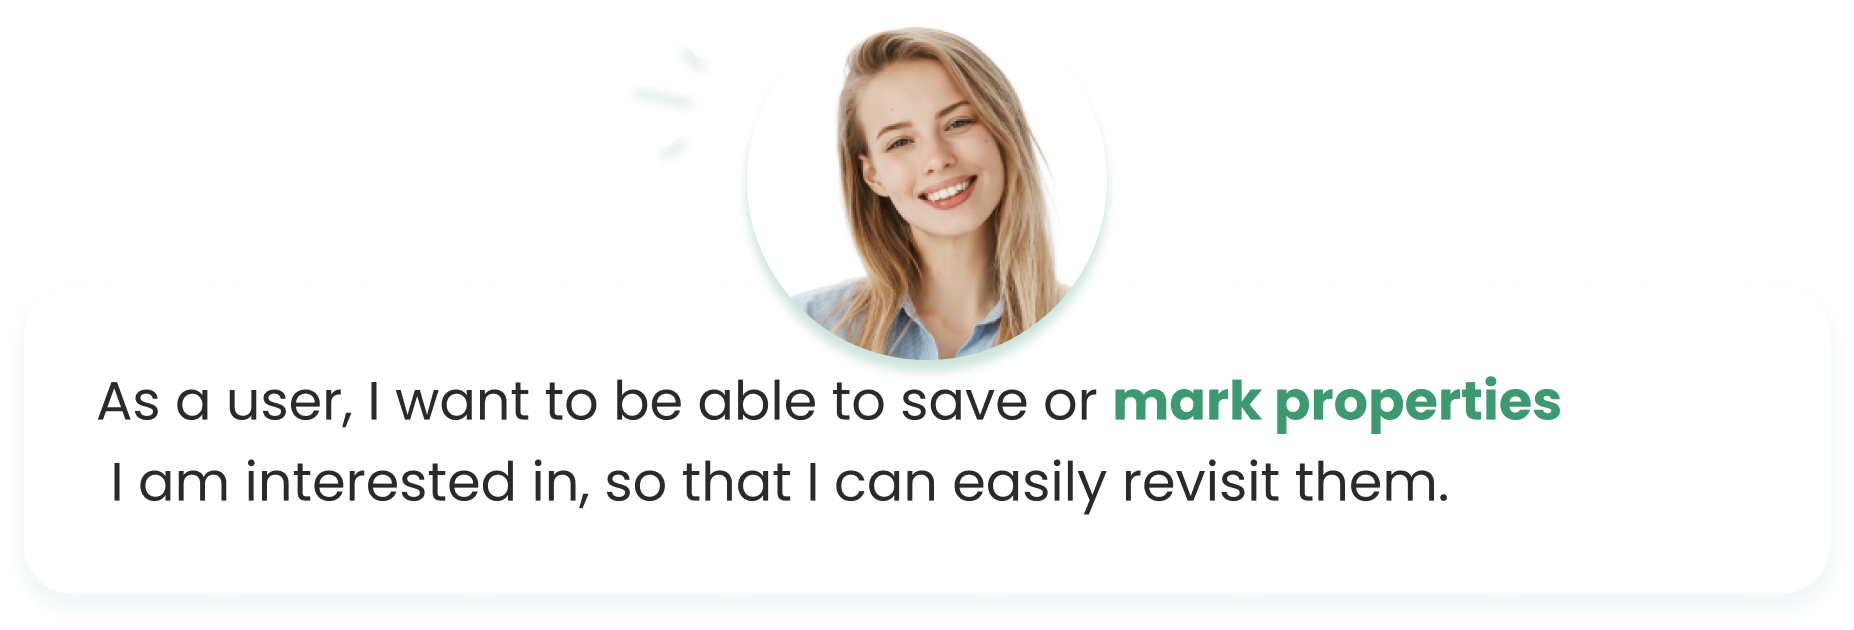 As a user, I want to be able to save or mark properties
I am interested in, so that I can easily revisit them.